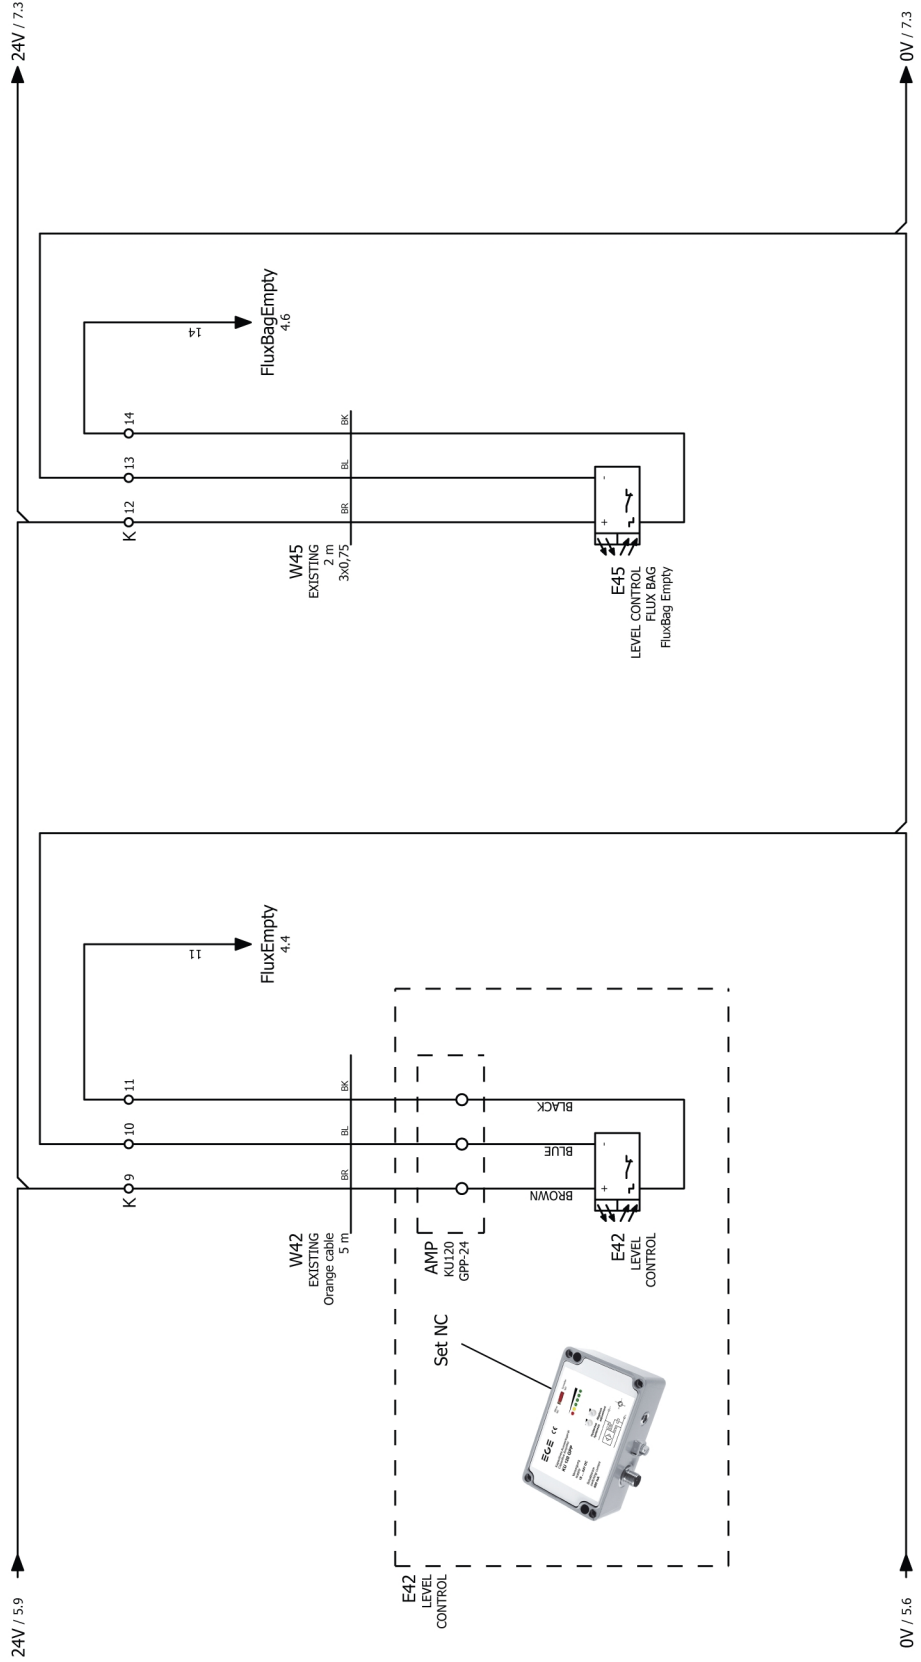 24V / 5.9
24V / 7.3
K
9
10
11
11
FluxEmpty
4.4
K
12
13
14
14
FluxBagEmpty
4.6
W42
EXISTING
Orange cable
5 m
BR
BL
BK
W45
EXISTING
2 m
3x0,75
BR
BL
BK
E42
LEVEL
CONTROL
Set NC
AMP
KU120
GPP-24
BROWN
BLUE
BLACK
EGE CE
E42
LEVEL
CONTROL
+
-
E45
LEVEL CONTROL
FLUX BAG
FluxBag Empty
+
-
0V / 5.6
0V / 7.3